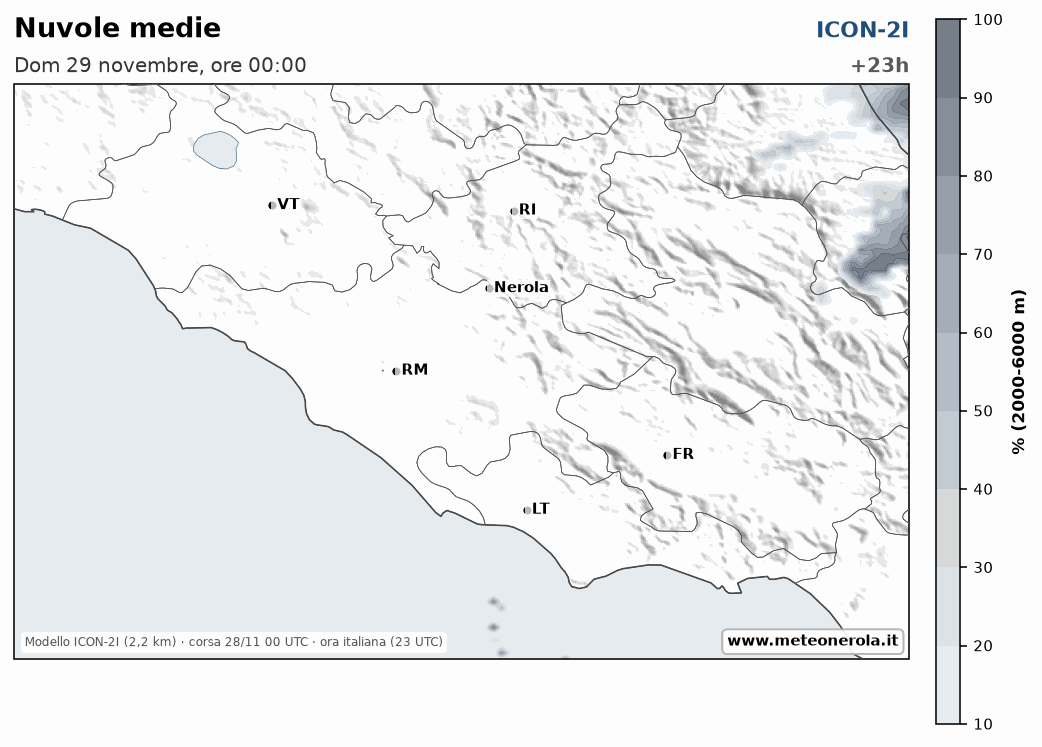 Nuvole medie
ICON-2I
Dom 29 novembre, ore 00:00
+23h
VT
RI
Nerola
RM
FR
LT
Modello ICON-2I (2,2 km) · corsa 28/11 00 UTC · ora italiana (23 UTC)
www.meteonerola.it
100
90
80
70
60
50
40
30
20
10
% (2000-6000 m)